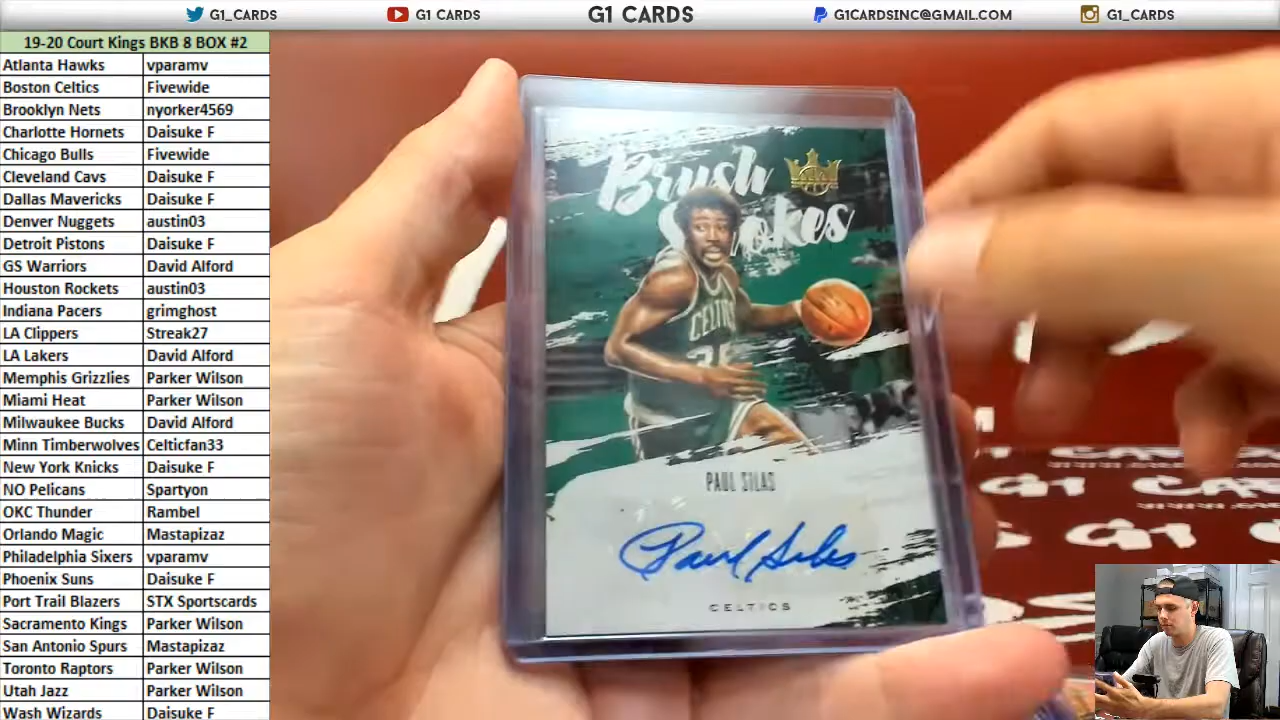 G1_CARDS
G1 CARDS
G1 CARDS
G1CARDSINC@GMAIL.COM
G1_CARDS
19-20 Court Kings BKB 8 BOX #2
Atlanta Hawks vparamv
Boston Celtics Fivewide
Brooklyn Nets nyorker4569
Charlotte Hornets Daisuke F
Chicago Bulls Fivewide
Cleveland Cavs Daisuke F
Dallas Mavericks Daisuke F
Denver Nuggets austin03
Detroit Pistons Daisuke F
GS Warriors David Alford
Houston Rockets austin03
Indiana Pacers grimghost
LA Clippers Streak27
LA Lakers David Alford
Memphis Grizzlies Parker Wilson
Miami Heat Parker Wilson
Milwaukee Bucks David Alford
Minn Timberwolves Celticfan33
New York Knicks Daisuke F
NO Pelicans Spartyon
OKC Thunder Rambel
Orlando Magic Mastapizaz
Philadelphia Sixers vparamv
Phoenix Suns Daisuke F
Port Trail Blazers STX Sportscards
Sacramento Kings Parker Wilson
San Antonio Spurs Mastapizaz
Toronto Raptors Parker Wilson
Utah Jazz Parker Wilson
Wash Wizards Daisuke F
Brush
PAUL SILAS
Paul Silas
CELTICS
G1 CA
G1